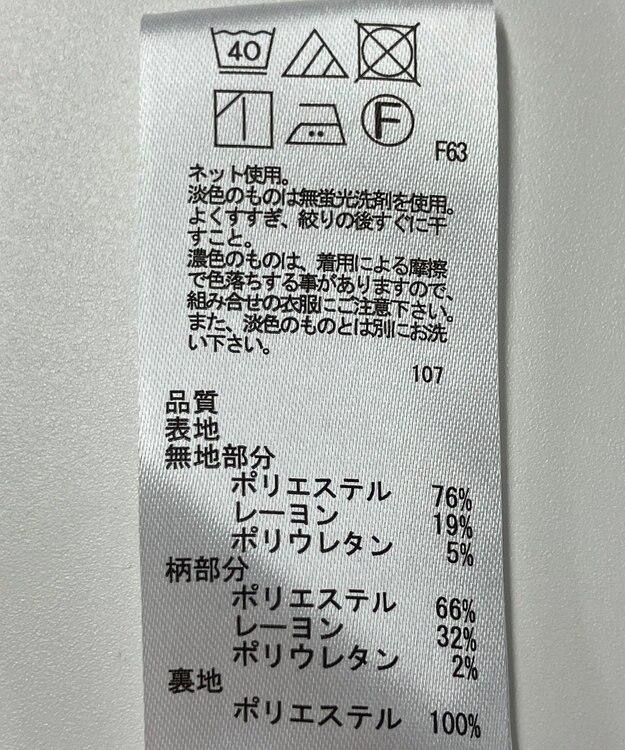 40
F
F63
ネット使用。
淡色のものは無蛍光洗剤を使用。
よくすすぎ、絞りの後すぐに干
すこと。
濃色のものは、着用による摩擦
で色落ちする事がありますので、
組み合せの衣服にご注意下さい。
また、淡色のものとは別にお洗
い下さい。
107
品質
表地
無地部分
ポリエステル 76%
レーヨン 19%
ポリウレタン 5%
柄部分
ポリエステル 66%
レーヨン 32%
ポリウレタン 2%
裏地
ポリエステル 100%